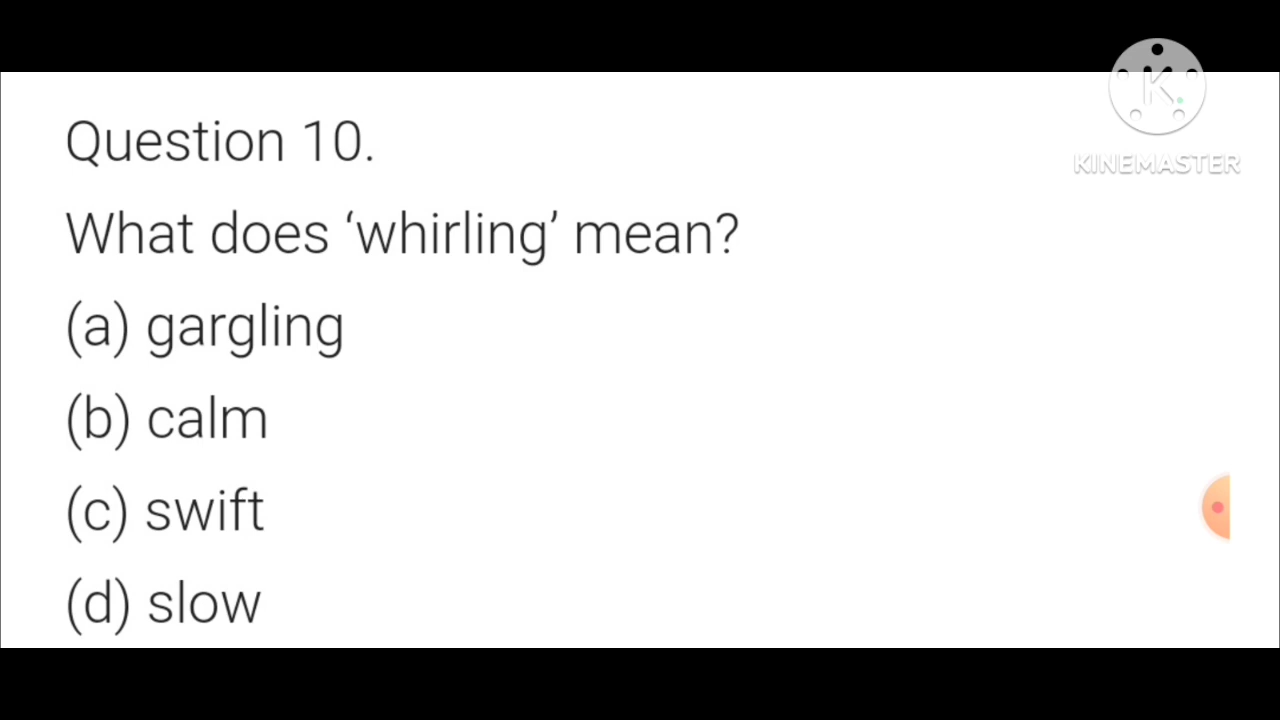 K.
KINEMASTER
Question 10.
What does ‘whirling’ mean?
(a) gargling
(b) calm
(c) swift
(d) slow